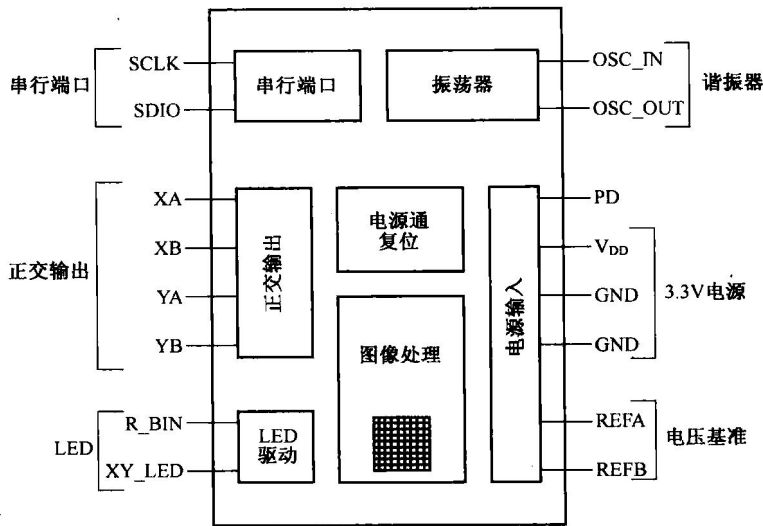 串行端口
SCLK
SDIO
串行端口
振荡器
OSC_IN
OSC_OUT
谐振器
正交输出
XA
XB
YA
YB
正交输出
电源通
复位
图像处理
电源输入
PD
VDD
GND
GND
3.3V电源
LED
R_BIN
XY_LED
LED
驱动
REFA
REFB
电压基准